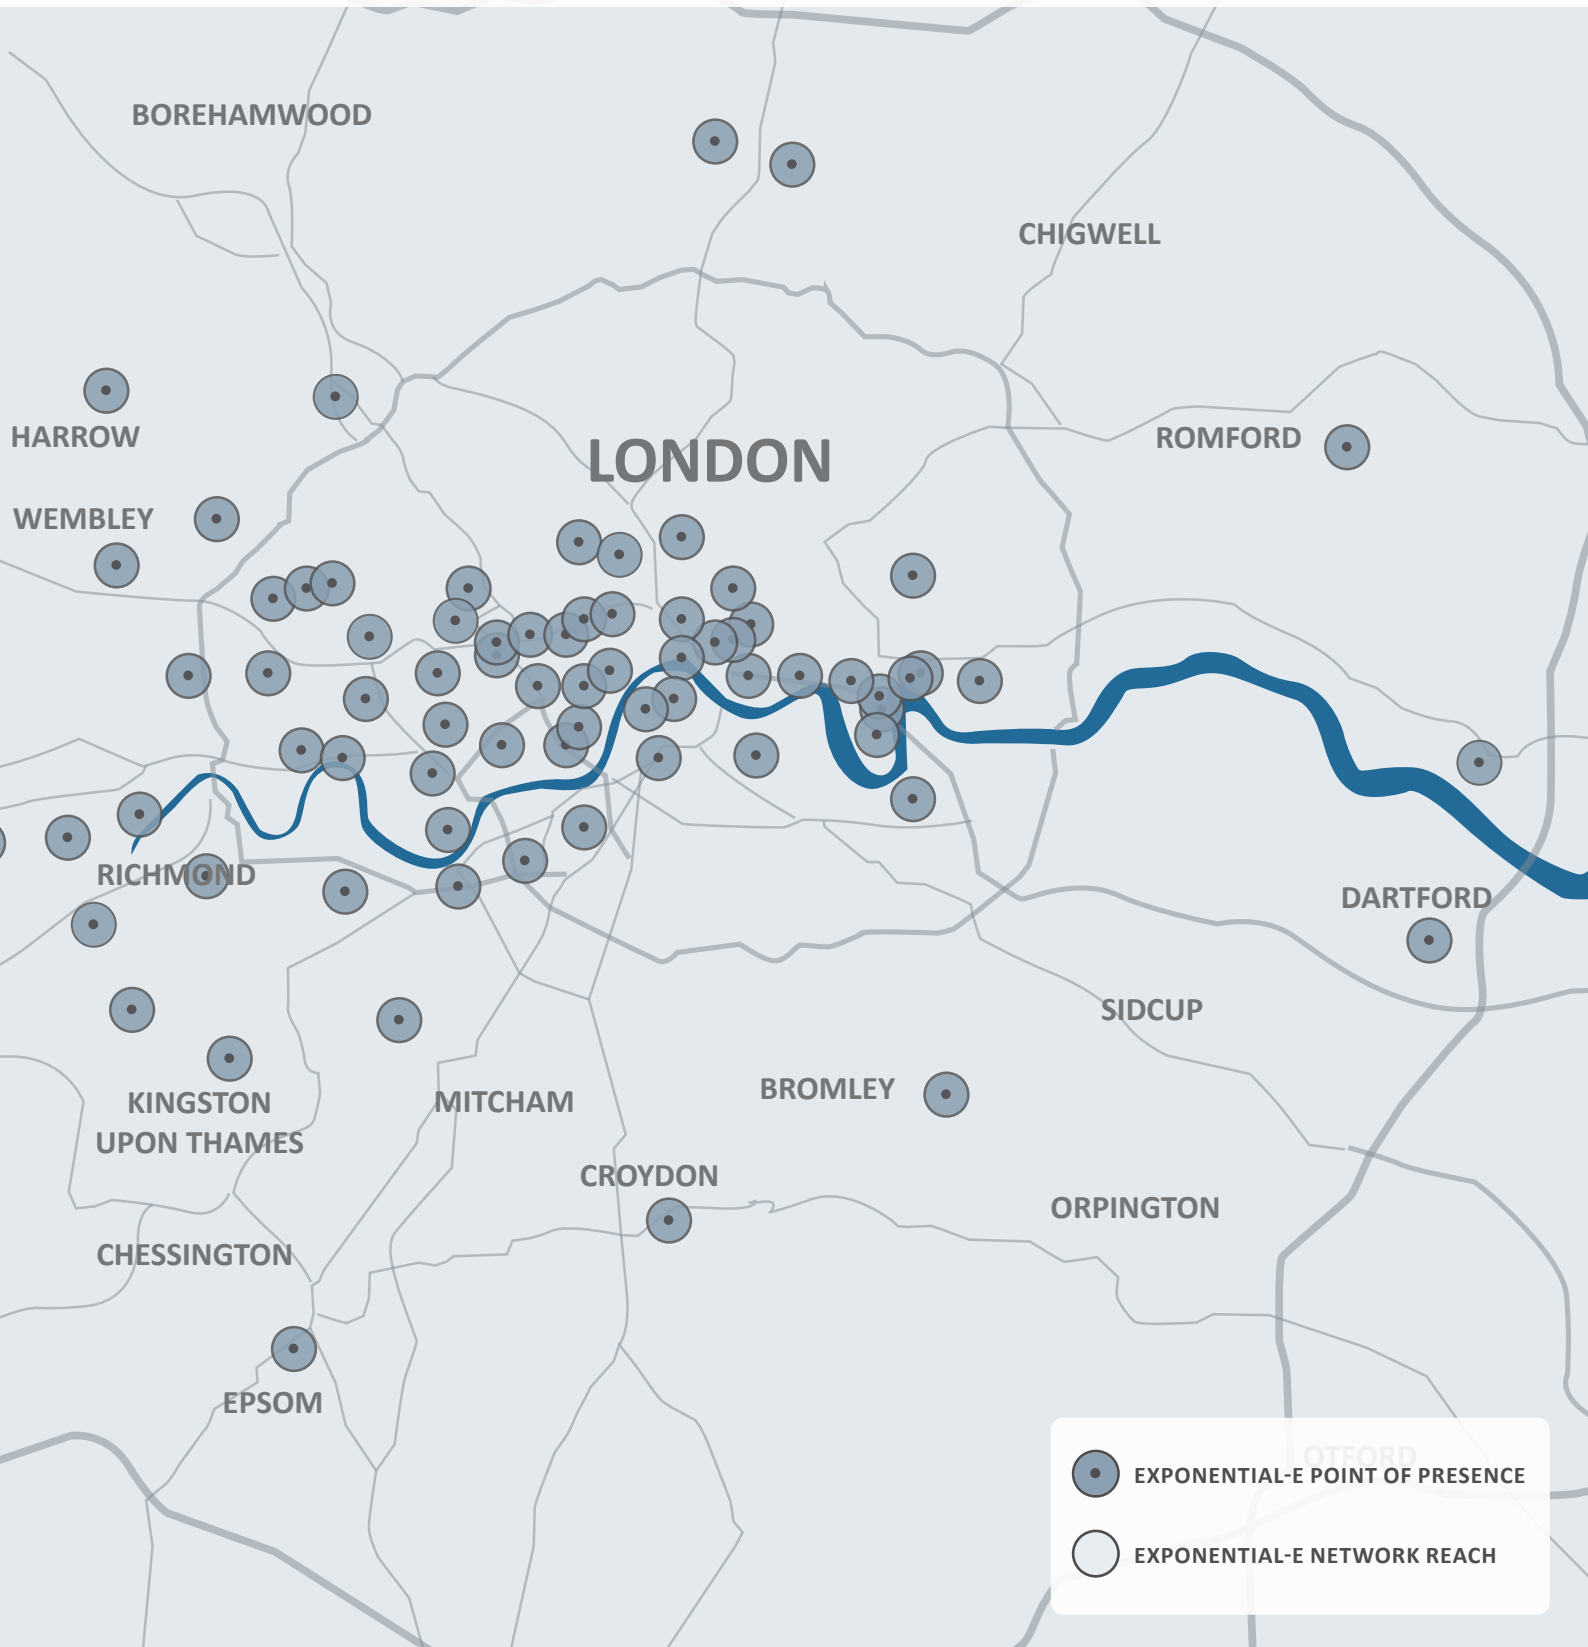 BOREHAMWOOD
CHIGWELL
HARROW
LONDON
ROMFORD
WEMBLEY
RICHMOND
DARTFORD
SIDCUP
KINGSTON
UPON THAMES
MITCHAM
BROMLEY
CROYDON
ORPINGTON
CHESSINGTON
EPSOM
OTFORD
EXPONENTIAL-E POINT OF PRESENCE
EXPONENTIAL-E NETWORK REACH